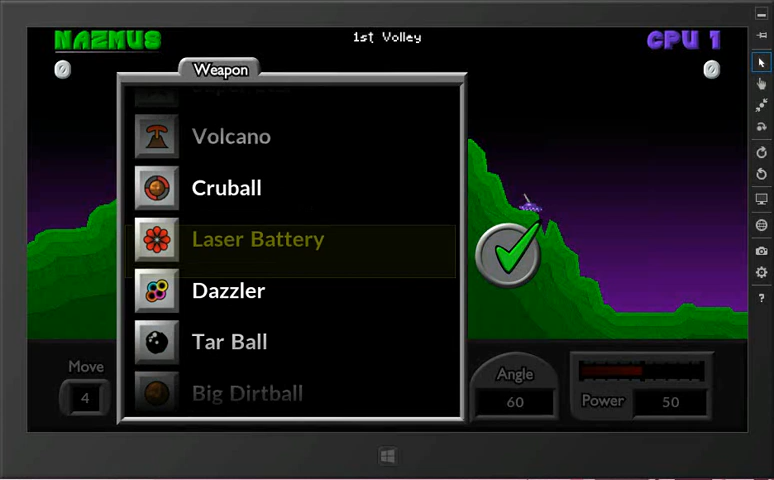 NAZMUS
1st Volley
CPU 1
Weapon
Volcano
Cruball
Laser Battery
Dazzler
Tar Ball
Big Dirtball
Move
4
Angle
60
Power
50
?